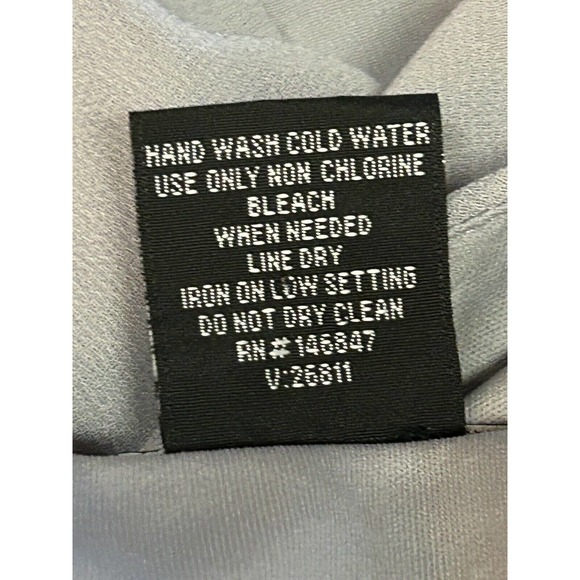 HAND WASH COLD WATER
USE ONLY NON CHLORINE
BLEACH
WHEN NEEDED
LINE DRY
IRON ON LOW SETTING
DO NOT DRY CLEAN
RN#146847
V:26811